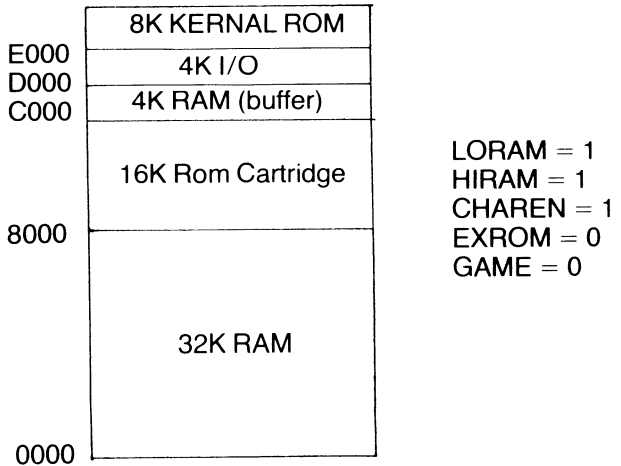 8K KERNAL ROM
E000
4K I/O
D000
4K RAM (buffer)
C000
16K Rom Cartridge
8000
32K RAM
0000
LORAM = 1
HIRAM = 1
CHAREN = 1
EXROM = 0
GAME = 0